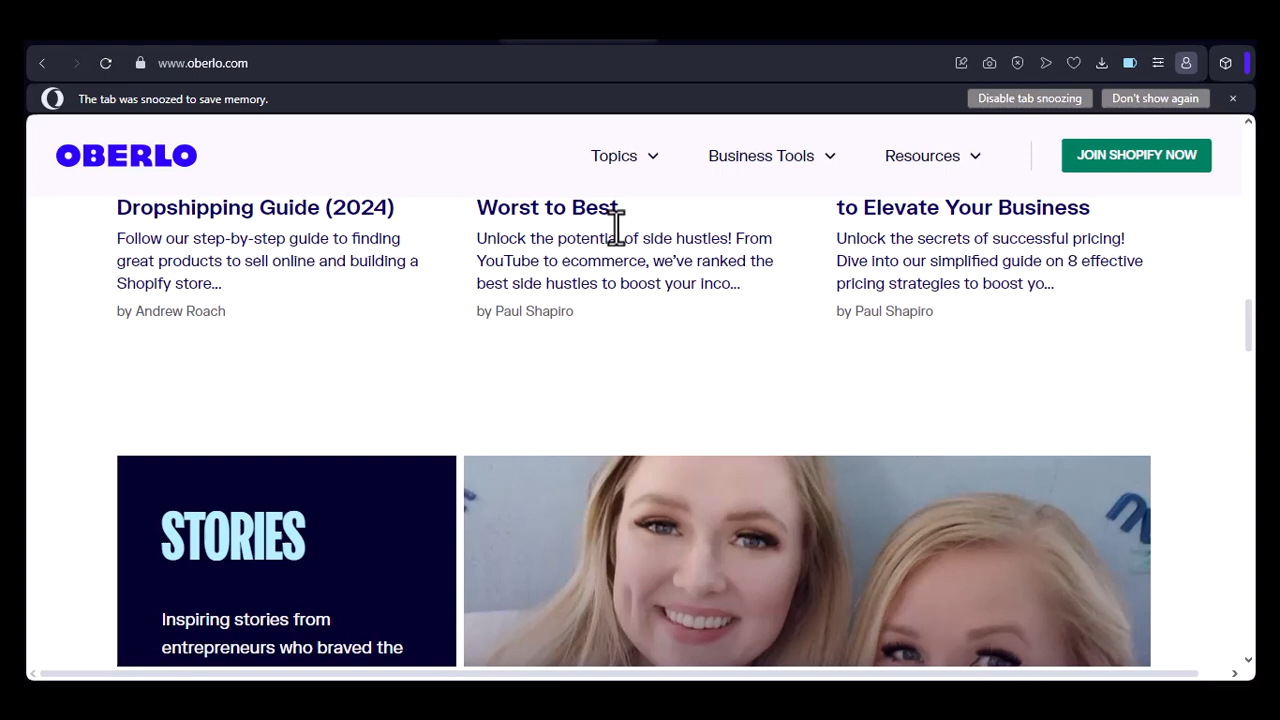 www.oberlo.com
The tab was snoozed to save memory.
Disable tab snoozing
Don't show again
OBERLO
Topics
Business Tools
Resources
JOIN SHOPIFY NOW
Dropshipping Guide (2024)
Follow our step-by-step guide to finding
great products to sell online and building a
Shopify store...
by Andrew Roach
Worst to Best
Unlock the potential of side hustles! From
YouTube to ecommerce, we've ranked the
best side hustles to boost your inco...
by Paul Shapiro
to Elevate Your Business
Unlock the secrets of successful pricing!
Dive into our simplified guide on 8 effective
pricing strategies to boost yo...
by Paul Shapiro
STORIES
Inspiring stories from
entrepreneurs who braved the